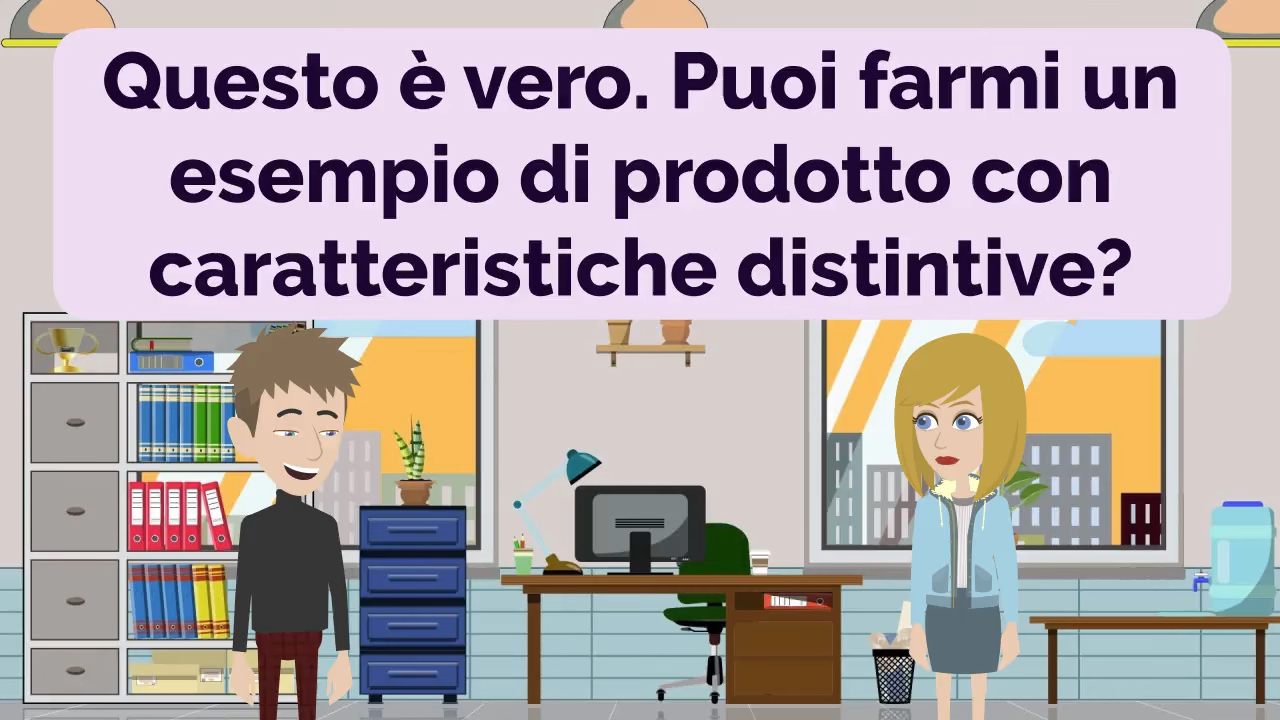 Questo è vero. Puoi farmi un
esempio di prodotto con
caratteristiche distintive?